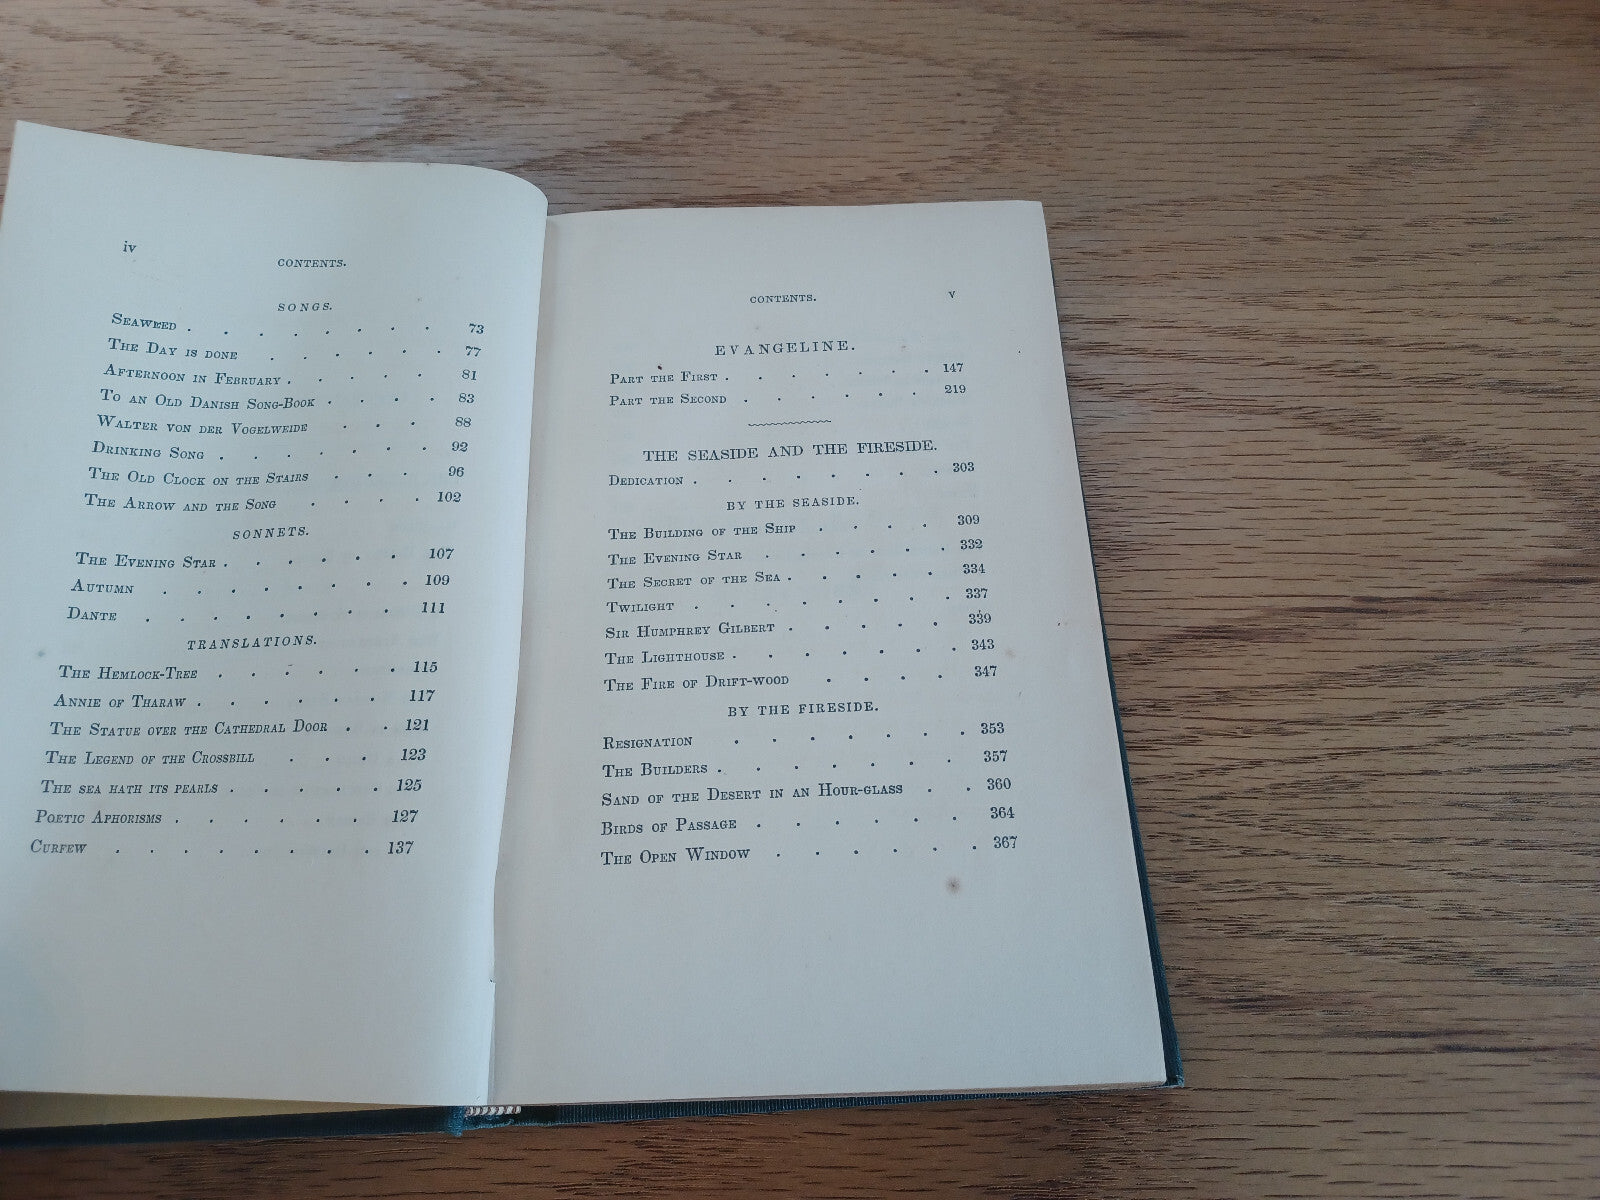 iv
CONTENTS.
SONGS.
SEAWEED . . . . . . . . 73
THE DAY IS DONE . . . . . . 77
AFTERNOON IN FEBRUARY . . . . . 81
TO AN OLD DANISH SONG-BOOK . . . . 83
WALTER VON DER VOGELWEIDE . . . 88
DRINKING SONG . . . . . . . 92
THE OLD CLOCK ON THE STAIRS . . . 96
THE ARROW AND THE SONG . . . . 102
SONNETS.
THE EVENING STAR . . . . . . 107
AUTUMN . . . . . . . . 109
DANTE . . . . . . . 111
TRANSLATIONS.
THE HEMLOCK-TREE . . . . . . 115
ANNIE OF THARAW . . . . . . 117
THE STATUE OVER THE CATHEDRAL DOOR . . 121
THE LEGEND OF THE CROSSBILL . . . 123
THE SEA HATH ITS PEARLS . . . . . 125
POETIC APHORISMS . . . . . . 127
CURFEW . . . . . . . . 137
CONTENTS. v
EVANGELINE.
PART THE FIRST . . . . . . . 147
PART THE SECOND . . . . . . 219
THE SEASIDE AND THE FIRESIDE.
DEDICATION . . . . . . . . 303
BY THE SEASIDE.
THE BUILDING OF THE SHIP . . . . 309
THE EVENING STAR . . . . . . 332
THE SECRET OF THE SEA . . . . . 334
TWILIGHT . . . . . . . . 337
SIR HUMPHREY GILBERT . . . . . 339
THE LIGHTHOUSE . . . . . . . 343
THE FIRE OF DRIFT-WOOD . . . . 347
BY THE FIRESIDE.
RESIGNATION . . . . . . . 353
THE BUILDERS . . . . . . . 357
SAND OF THE DESERT IN AN HOUR-GLASS . . 360
BIRDS OF PASSAGE . . . . . . 364
THE OPEN WINDOW . . . . . . 367